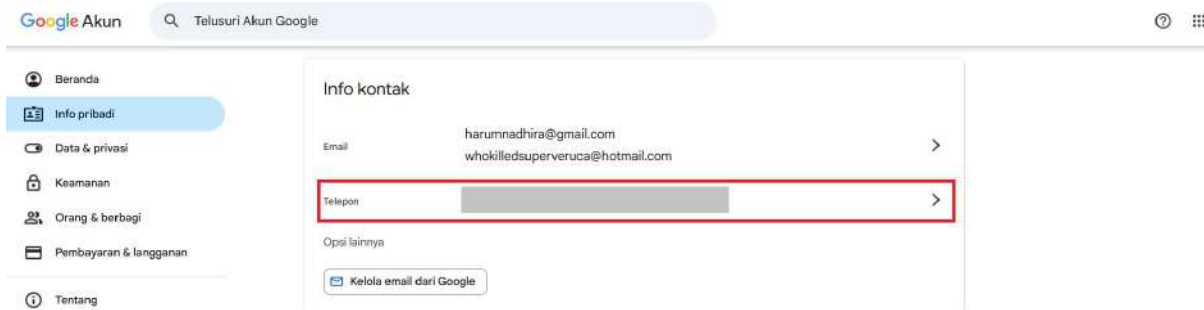 Google Akun
Telusuri Akun Google
Beranda
Info pribadi
Data & privasi
Keamanan
Orang & berbagi
Pembayaran & langganan
Tentang
Info kontak
Email
harumnadhira@gmail.com
whokilledsuperveruca@hotmail.com
Telepon
Opsi lainnya
Kelola email dari Google